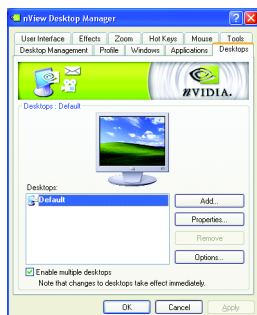 nView Desktop Manager
User Interface Effects Zoom Hot Keys Mouse Tools
Desktop Management Profile Windows Applications Desktops
nVIDIA.
Desktops : Default
Desktops:
Default
Add...
Properties...
Remove
Options...
Enable multiple desktops
Note that changes to desktops take effect immediately.
OK Cancel Apply